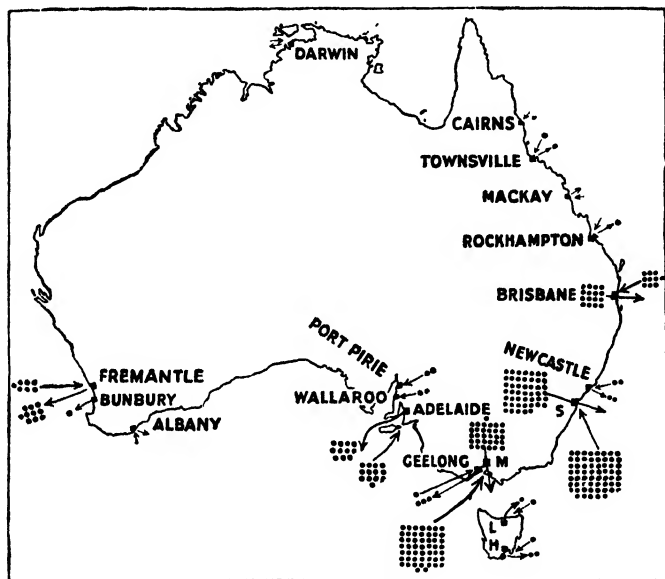 DARWIN
CAIRNS
TOWNSVILLE
MACKAY
ROCKHAMPTON
BRISBANE
PORT PIRIE
NEWCASTLE
FREMANTLE
WALLAROO
BUNBURY
ADELAIDE
S
ALBANY
GEELONG
M
L
H